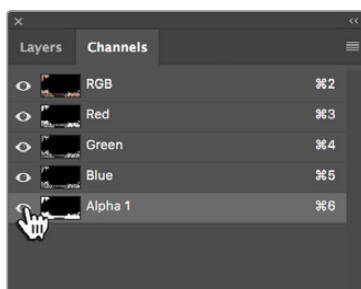 Layers Channels
RGB ⌘2
Red ⌘3
Green ⌘4
Blue ⌘5
Alpha 1 ⌘6